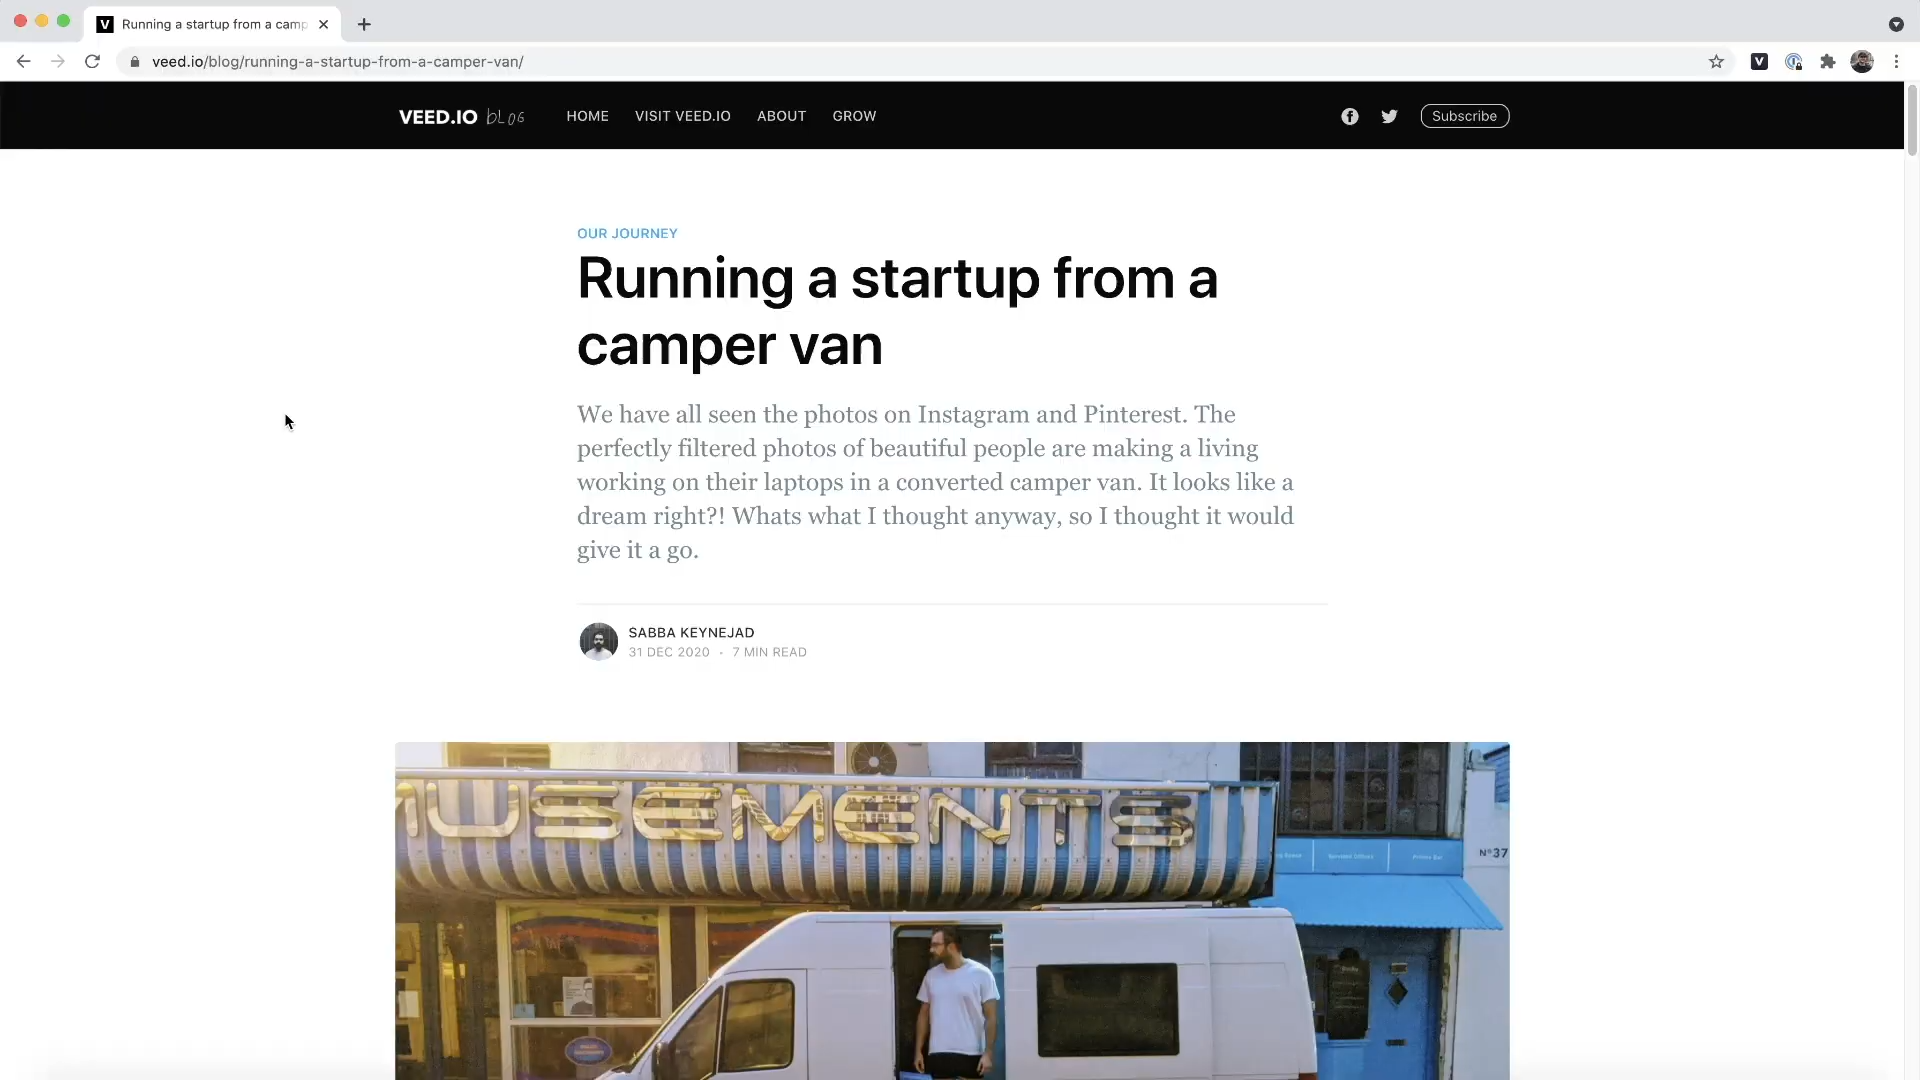 Running a startup from a camp
veed.io/blog/running-a-startup-from-a-camper-van/
VEED.IO BLOG HOME VISIT VEED.IO ABOUT GROW Subscribe
OUR JOURNEY
Running a startup from a
camper van
We have all seen the photos on Instagram and Pinterest. The
perfectly filtered photos of beautiful people are making a living
working on their laptops in a converted camper van. It looks like a
dream right?! Whats what I thought anyway, so I thought it would
give it a go.
SABBA KEYNEJAD
31 DEC 2020 • 7 MIN READ
MUSEMENTS
Nº37